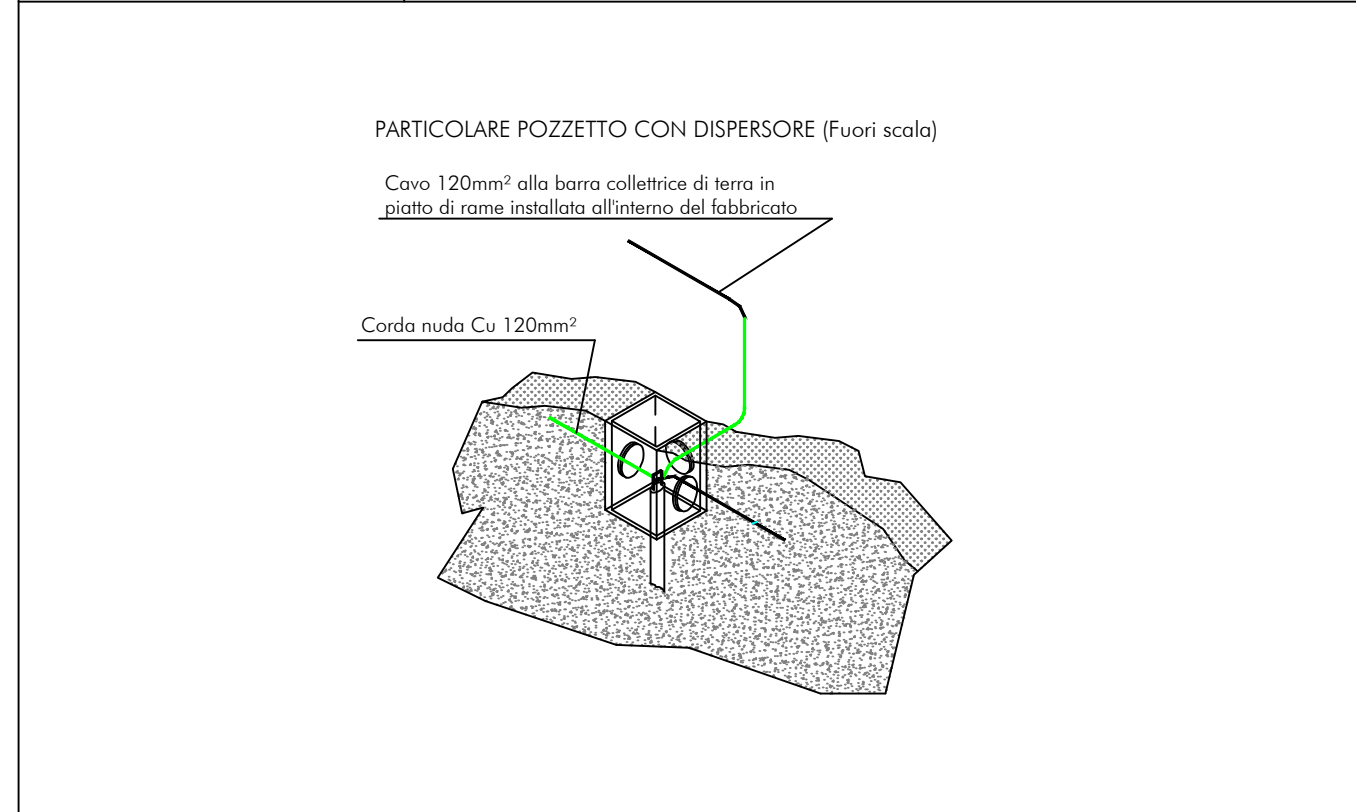 PARTICOLARE POZZETTO CON DISPERSORE (Fuori scala)
Cavo 120mm² alla barra collettrice di terra in
piatto di rame installata all'interno del fabbricato
Corda nuda Cu 120mm²